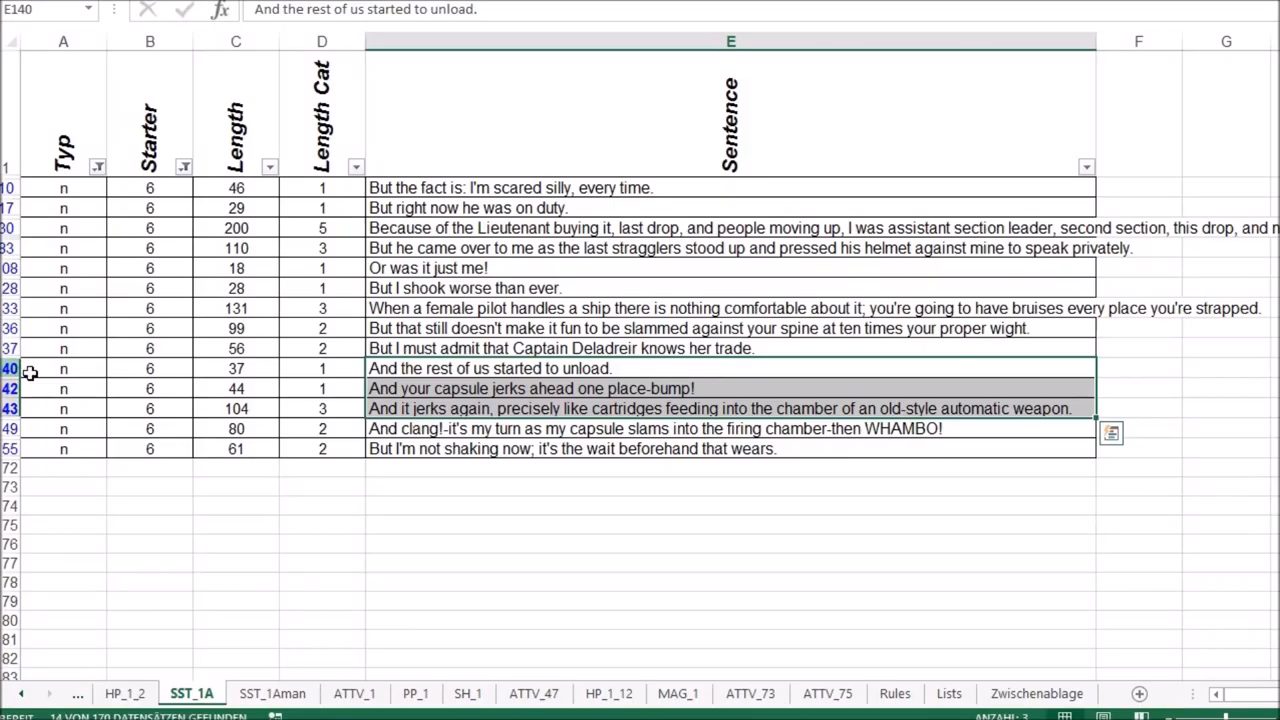 E140 fx And the rest of us started to unload.
A B C D E F G
1 Typ Starter Length Length Cat Sentence
10 n 6 46 1 But the fact is: I'm scared silly, every time.
17 n 6 29 1 But right now he was on duty.
30 n 6 200 5 Because of the Lieutenant buying it, last drop, and people moving up, I was assistant section leader, second section, this drop, and n
83 n 6 110 3 But he came over to me as the last stragglers stood up and pressed his helmet against mine to speak privately.
08 n 6 18 1 Or was it just me!
28 n 6 28 1 But I shook worse than ever.
33 n 6 131 3 When a female pilot handles a ship there is nothing comfortable about it; you're going to have bruises every place you're strapped.
36 n 6 99 2 But that still doesn't make it fun to be slammed against your spine at ten times your proper wight.
37 n 6 56 2 But I must admit that Captain Deladreir knows her trade.
40 n 6 37 1 And the rest of us started to unload.
42 n 6 44 1 And your capsule jerks ahead one place-bump!
43 n 6 104 3 And it jerks again, precisely like cartridges feeding into the chamber of an old-style automatic weapon.
49 n 6 80 2 And clang!-it's my turn as my capsule slams into the firing chamber-then WHAMBO!
55 n 6 61 2 But I'm not shaking now; it's the wait beforehand that wears.
72
73
74
75
76
77
78
79
80
81
82
83
... HP_1_2 SST_1A SST_1Aman ATTV_1 PP_1 SH_1 ATTV_47 HP_1_12 MAG_1 ATTV_73 ATTV_75 Rules Lists Zwischenablage
BEREIT 14 VON 170 DATENSÄTZEN GEFUNDEN ANZAHL: 3